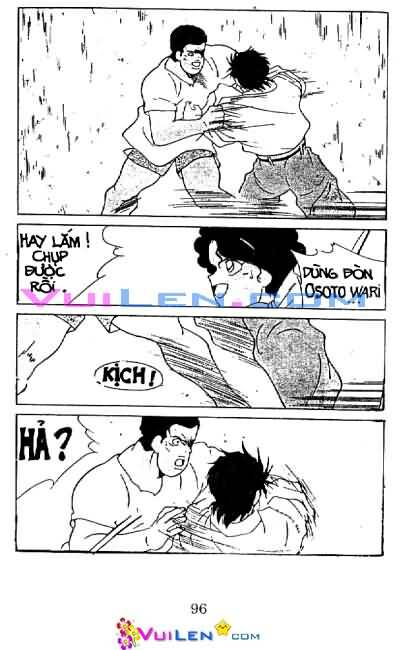 HAY LẮM!
CHỤP
ĐƯỢC
RỒI.
DÙNG ĐÒN
OSOTO WARI
VuiLen.com
KỊCH!
HẢ?
96
VuiLen.com